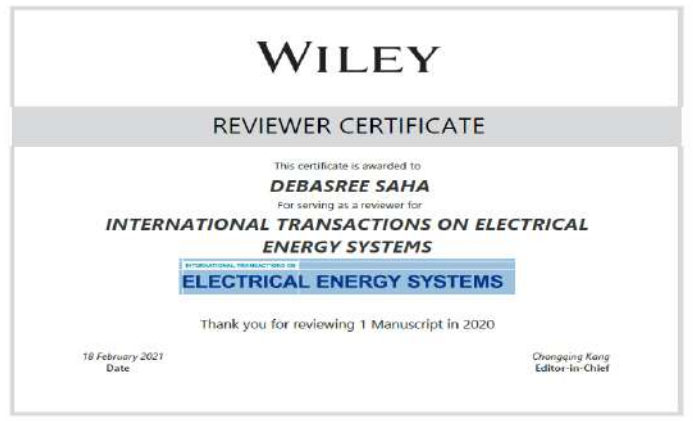 WILEY
REVIEWER CERTIFICATE
This certificate is awarded to
DEBASREE SAHA
For serving as a reviewer for
INTERNATIONAL TRANSACTIONS ON ELECTRICAL
ENERGY SYSTEMS
INTERNATIONAL TRANSACTIONS ON
ELECTRICAL ENERGY SYSTEMS
Thank you for reviewing 1 Manuscript in 2020
18 February 2021
Date
Chongqing Kang
Editor-in-Chief